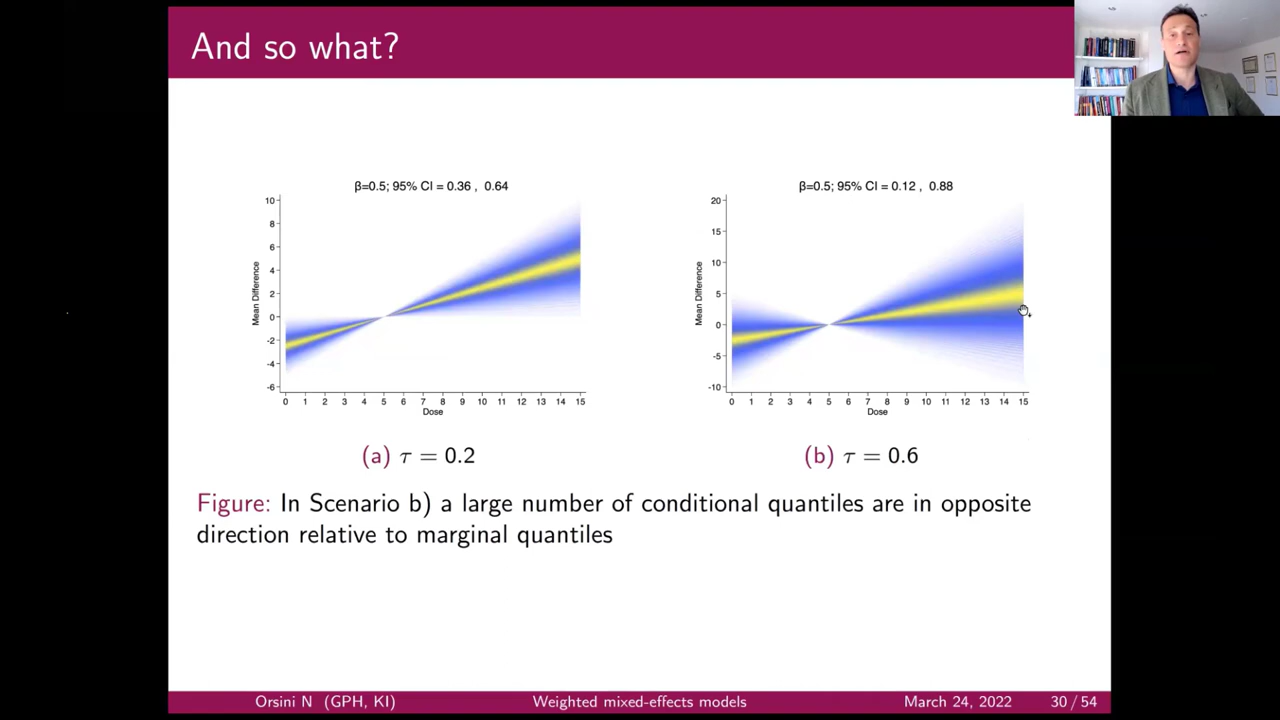 And so what?
β=0.5; 95% CI = 0.36 , 0.64
10
8
6
4
2
0
-2
-4
-6
Mean Difference
0 1 2 3 4 5 6 7 8 9 10 11 12 13 14 15
Dose
(a) τ = 0.2
β=0.5; 95% CI = 0.12 , 0.88
20
15
10
5
0
-5
-10
Mean Difference
0 1 2 3 4 5 6 7 8 9 10 11 12 13 14 15
Dose
(b) τ = 0.6
Figure: In Scenario b) a large number of conditional quantiles are in opposite
direction relative to marginal quantiles
Orsini N (GPH, KI) Weighted mixed-effects models March 24, 2022 30 / 54